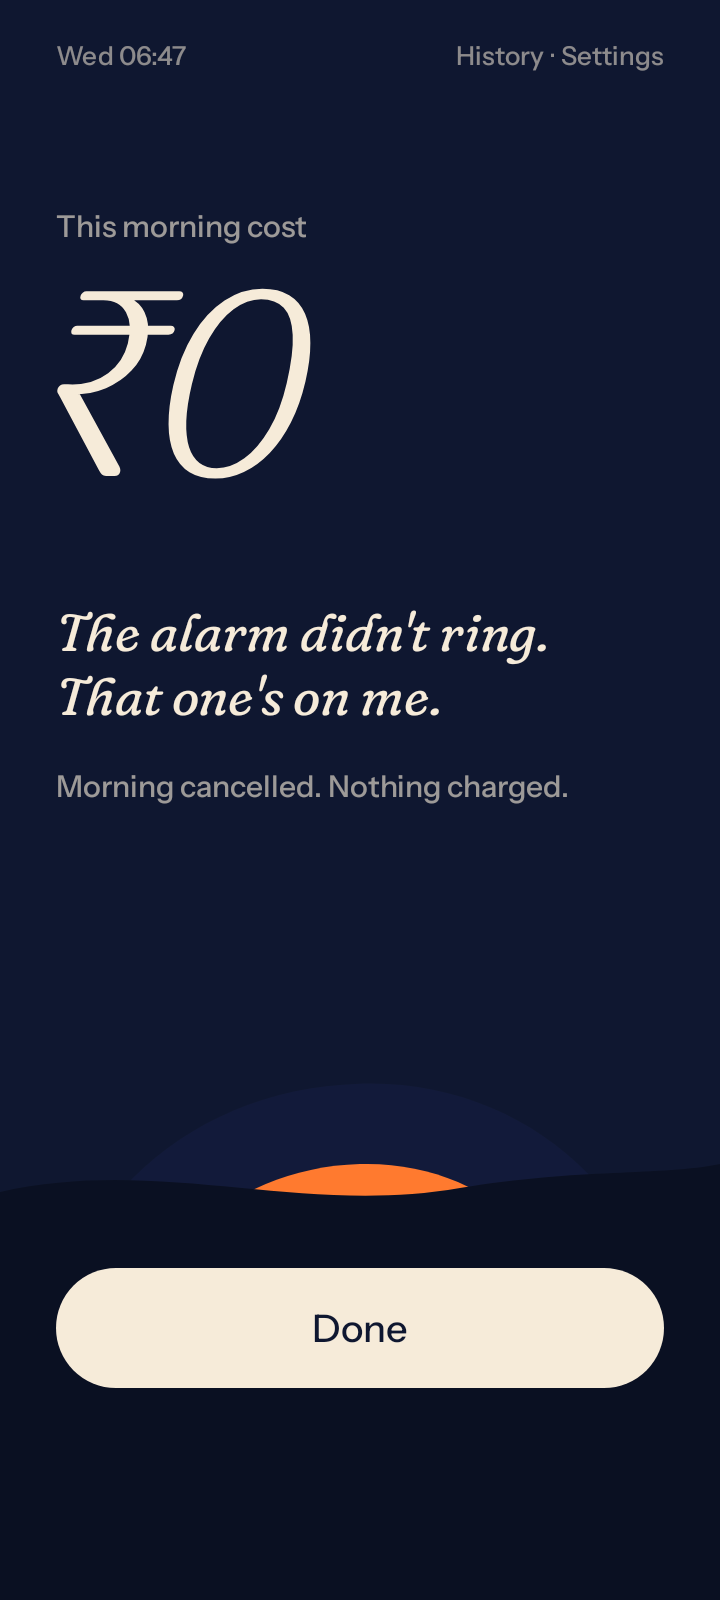 Wed 06:47
History · Settings
This morning cost
₹0
The alarm didn't ring.
That one's on me.
Morning cancelled. Nothing charged.
Done